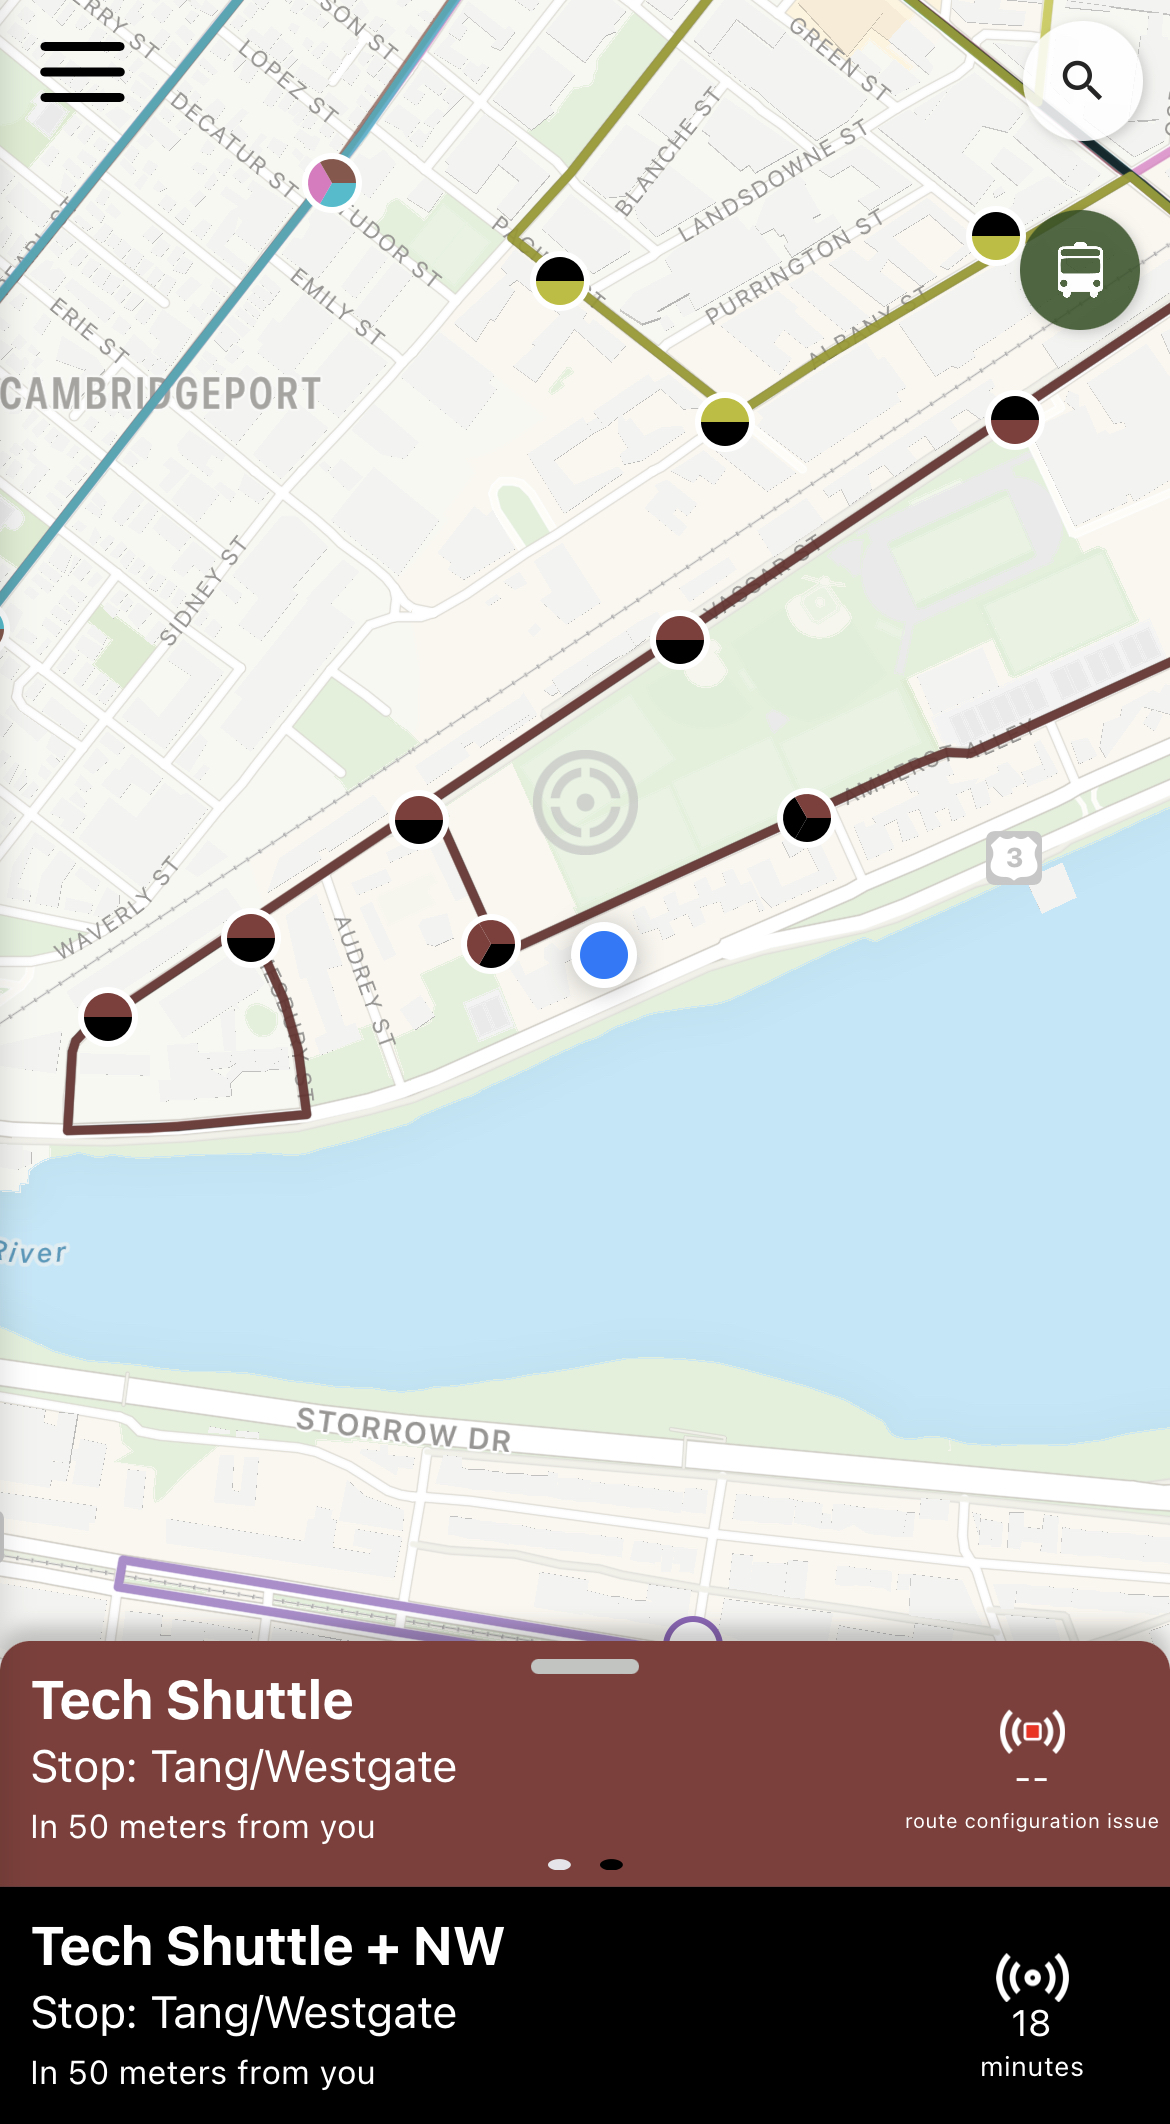 SON ST
LOPEZ ST
GREEN ST
DECATUR ST
BLANCHE ST
LANSDOWNE ST
TUDOR ST
PURRINGTON ST
EMILY ST
ALBANY ST
ERIE ST
CAMBRIDGEPORT
SIDNEY ST
VASSAR ST
AMHERST ALLEY
3
WAVERLY ST
AUDREY ST
River
STORROW DR
Tech Shuttle
Stop: Tang/Westgate
In 50 meters from you
--
route configuration issue
Tech Shuttle + NW
Stop: Tang/Westgate
In 50 meters from you
18
minutes